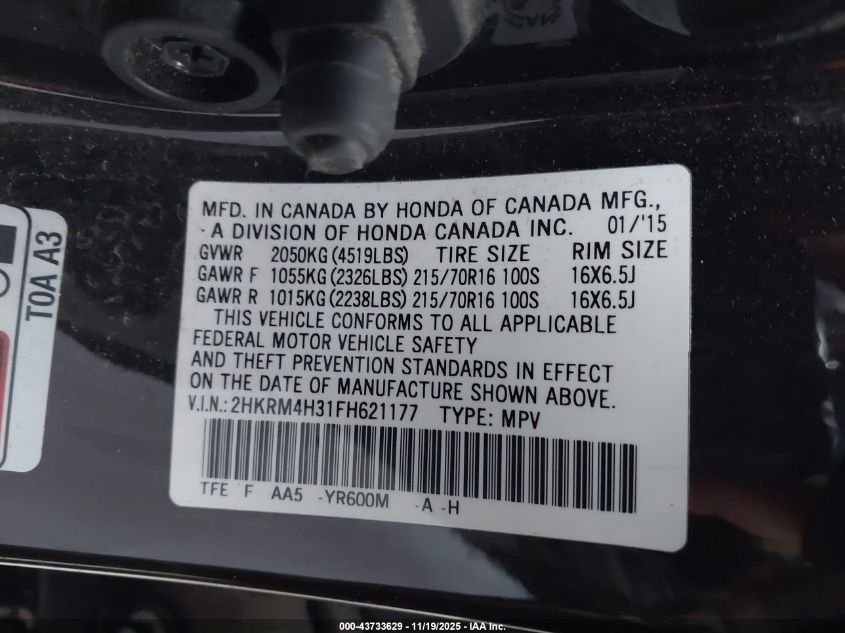 MFD. IN CANADA BY HONDA OF CANADA MFG.,
A DIVISION OF HONDA CANADA INC. 01/'15
GVWR 2050KG (4519LBS) TIRE SIZE RIM SIZE
GAWR F 1055KG (2326LBS) 215/70R16 100S 16X6.5J
GAWR R 1015KG (2238LBS) 215/70R16 100S 16X6.5J
THIS VEHICLE CONFORMS TO ALL APPLICABLE
FEDERAL MOTOR VEHICLE SAFETY
AND THEFT PREVENTION STANDARDS IN EFFECT
ON THE DATE OF MANUFACTURE SHOWN ABOVE.
V.I.N.: 2HKRM4H31FH621177 TYPE: MPV
TFE F AA5 -YR600M -A -H
T0A A3
000-43733629 - 11/19/2025 - IAA Inc.